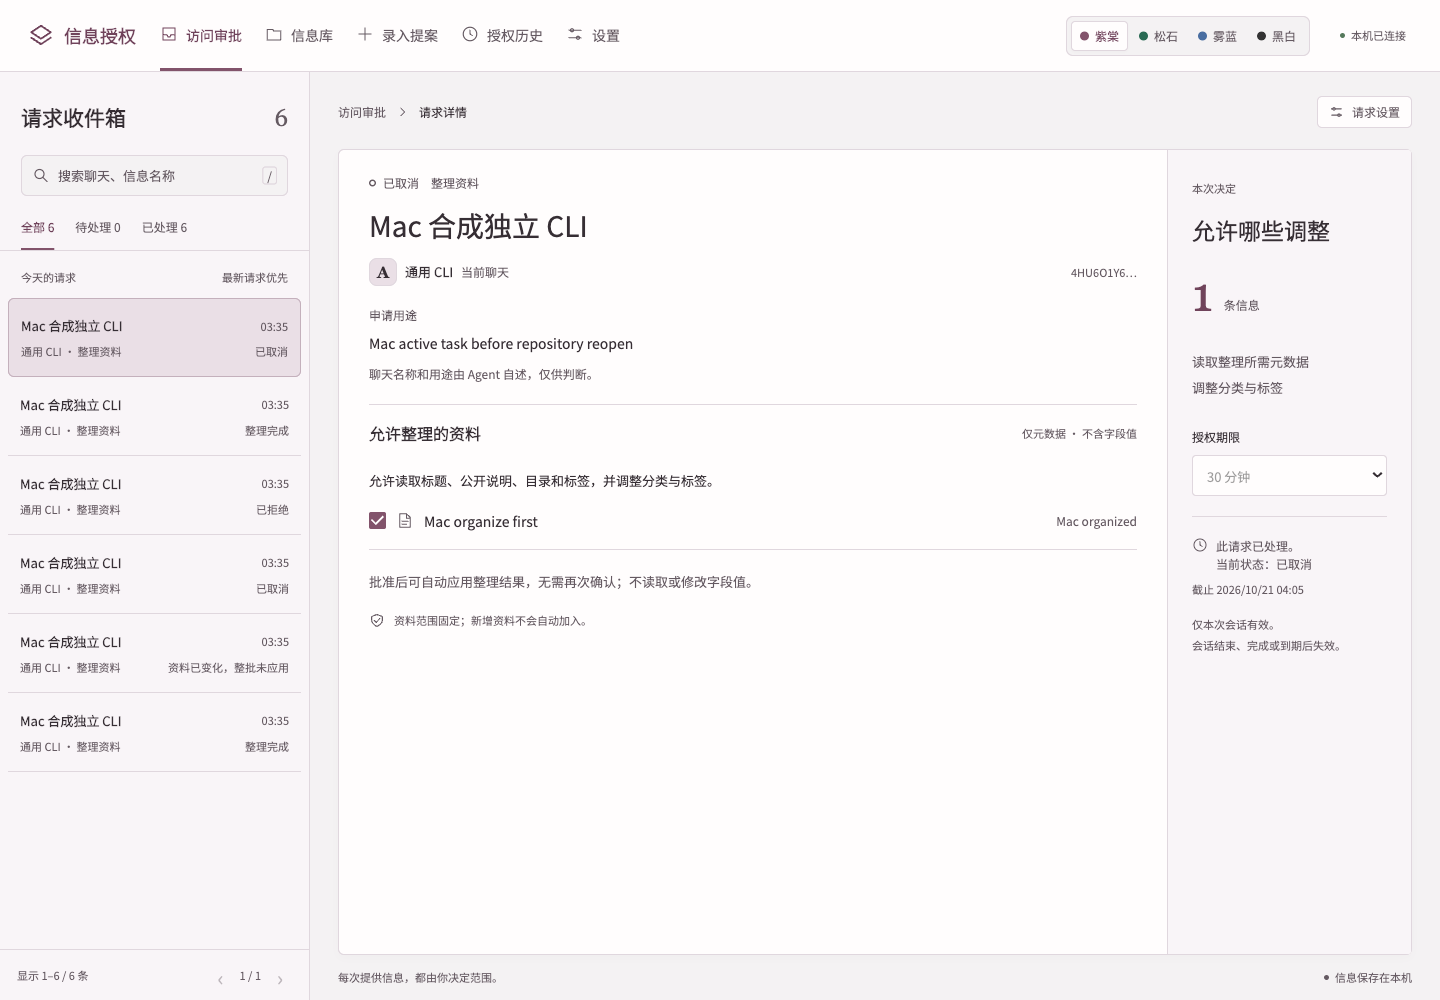 信息授权
访问审批
信息库
录入提案
授权历史
设置
紫棠
松石
雾蓝
黑白
本机已连接
请求收件箱
6
搜索聊天、信息名称
/
全部 6
待处理 0
已处理 6
今天的请求
最新请求优先
Mac 合成独立 CLI
03:35
通用 CLI · 整理资料
已取消
Mac 合成独立 CLI
03:35
通用 CLI · 整理资料
整理完成
Mac 合成独立 CLI
03:35
通用 CLI · 整理资料
已拒绝
Mac 合成独立 CLI
03:35
通用 CLI · 整理资料
已取消
Mac 合成独立 CLI
03:35
通用 CLI · 整理资料
资料已变化，整批未应用
Mac 合成独立 CLI
03:35
通用 CLI · 整理资料
整理完成
显示 1–6 / 6 条
‹
1 / 1
›
访问审批
请求详情
请求设置
已取消
整理资料
Mac 合成独立 CLI
A
通用 CLI
当前聊天
4HU6O1Y6…
申请用途
Mac active task before repository reopen
聊天名称和用途由 Agent 自述，仅供判断。
允许整理的资料
仅元数据 · 不含字段值
允许读取标题、公开说明、目录和标签，并调整分类与标签。
Mac organize first
Mac organized
批准后可自动应用整理结果，无需再次确认；不读取或修改字段值。
资料范围固定；新增资料不会自动加入。
本次决定
允许哪些调整
1 条信息
读取整理所需元数据
调整分类与标签
授权期限
30 分钟
此请求已处理。
当前状态：已取消
截止 2026/10/21 04:05
仅本次会话有效。
会话结束、完成或到期后失效。
每次提供信息，都由你决定范围。
信息保存在本机